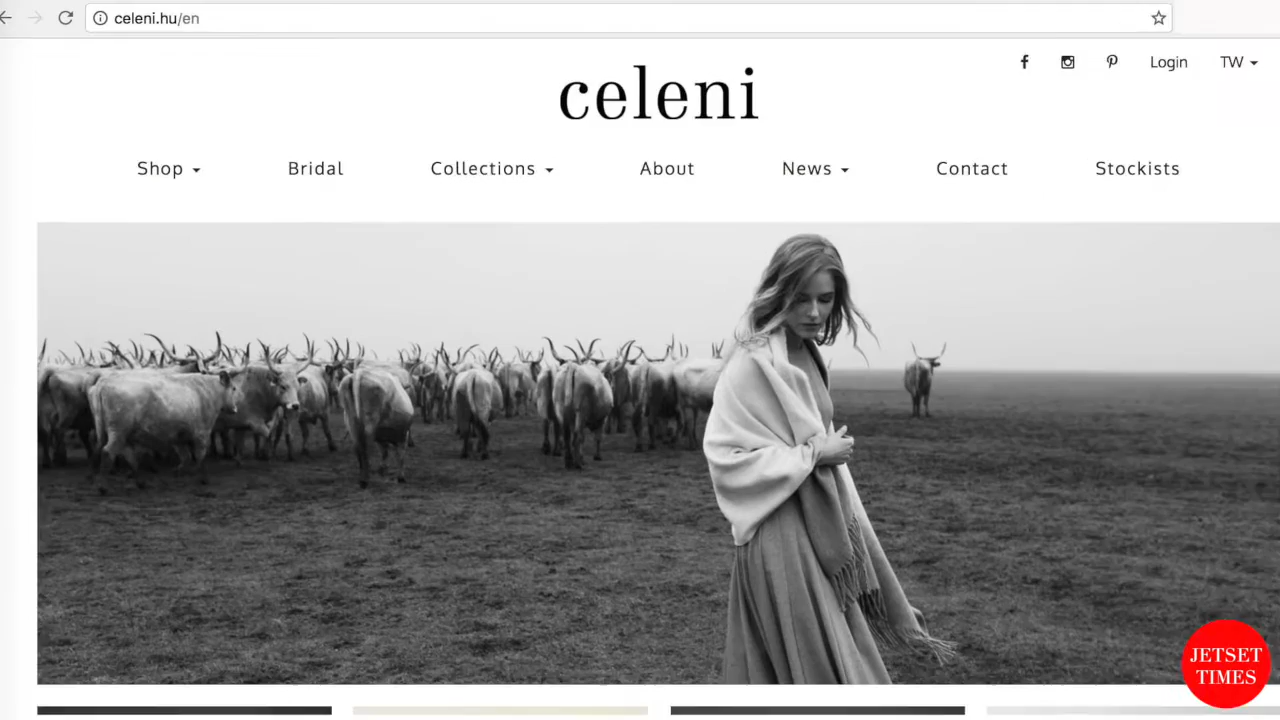 celeni.hu/en
Login TW
celeni
Shop Bridal Collections About News Contact Stockists
JETSET
TIMES